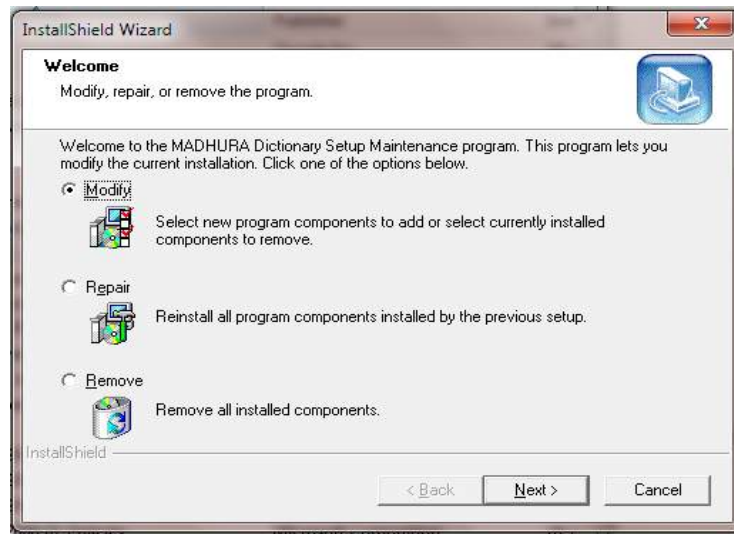 InstallShield Wizard
Welcome
Modify, repair, or remove the program.
Welcome to the MADHURA Dictionary Setup Maintenance program. This program lets you
modify the current installation. Click one of the options below.
Modify
Select new program components to add or select currently installed
components to remove.
Repair
Reinstall all program components installed by the previous setup.
Remove
Remove all installed components.
InstallShield
< Back Next > Cancel